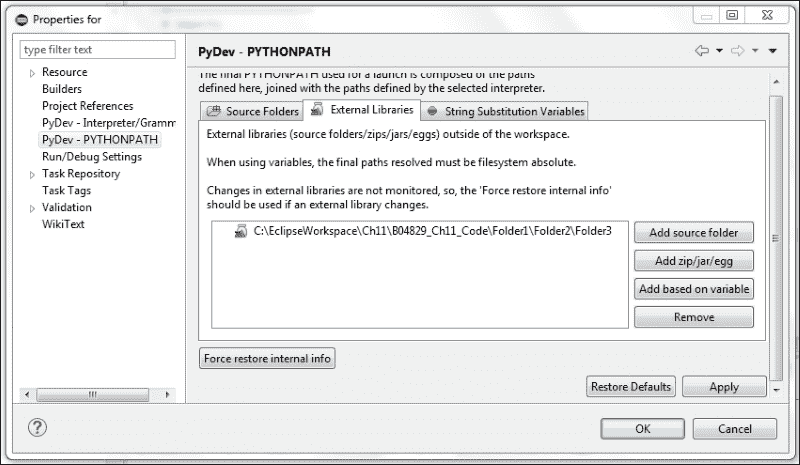 Properties for
type filter text
Resource
Builders
Project References
PyDev - Interpreter/Gramm
PyDev - PYTHONPATH
Run/Debug Settings
Task Repository
Task Tags
Validation
WikiText
PyDev - PYTHONPATH
The final PYTHONPATH used for a launch is composed of the paths
defined here, joined with the paths defined by the selected interpreter.
Source Folders
External Libraries
String Substitution Variables
External libraries (source folders/zips/jars/eggs) outside of the workspace.
When using variables, the final paths resolved must be filesystem absolute.
Changes in external libraries are not monitored, so, the 'Force restore internal info'
should be used if an external library changes.
C:\EclipseWorkspace\Ch11\B04829_Ch11_Code\Folder1\Folder2\Folder3
Add source folder
Add zip/jar/egg
Add based on variable
Remove
Force restore internal info
Restore Defaults
Apply
OK
Cancel